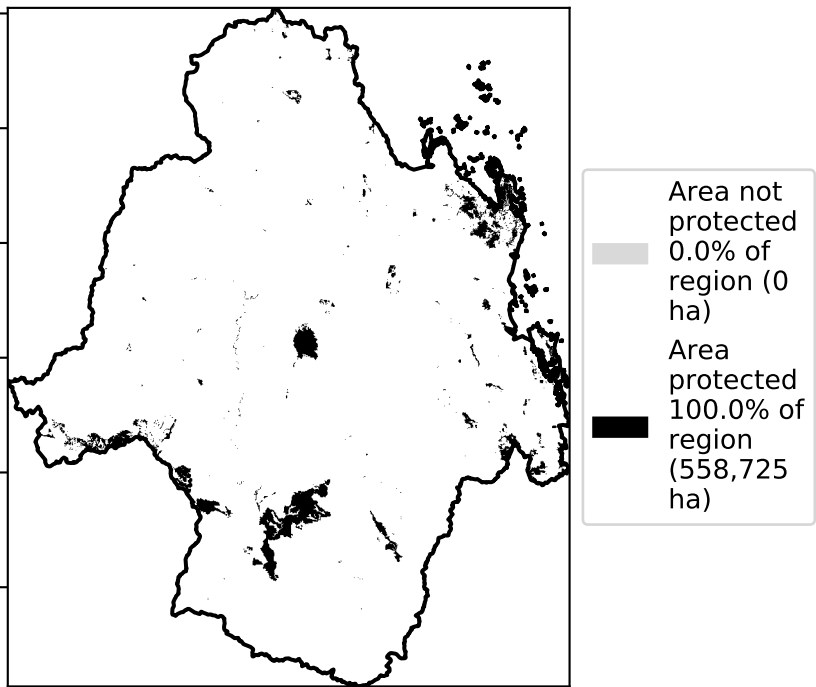 Area not
protected
0.0% of
region (0
ha)
Area
protected
100.0% of
region
(558,725
ha)